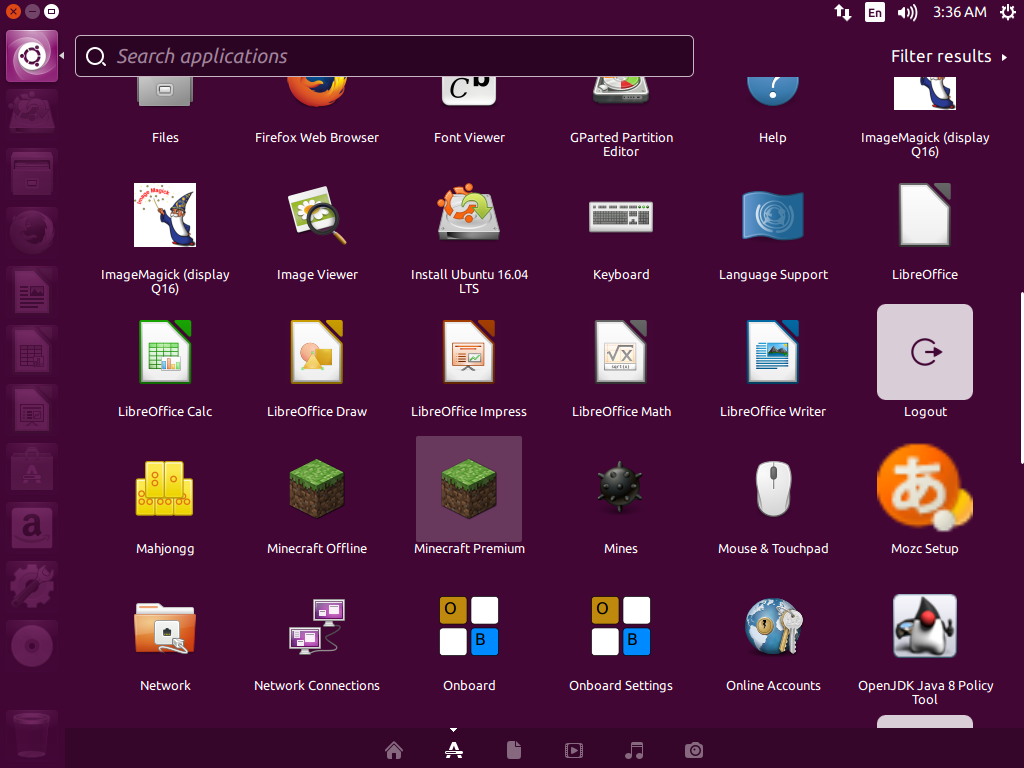 En
3:36 AM
Search applications
Filter results
Files
Firefox Web Browser
Font Viewer
GParted Partition
Editor
Help
ImageMagick (display
Q16)
ImageMagick (display
Q16)
Image Viewer
Install Ubuntu 16.04
LTS
Keyboard
Language Support
LibreOffice
LibreOffice Calc
LibreOffice Draw
LibreOffice Impress
LibreOffice Math
LibreOffice Writer
Logout
あ
Mahjongg
Minecraft Offline
Minecraft Premium
Mines
Mouse & Touchpad
Mozc Setup
O
B
O
B
Network
Network Connections
Onboard
Onboard Settings
Online Accounts
OpenJDK Java 8 Policy
Tool